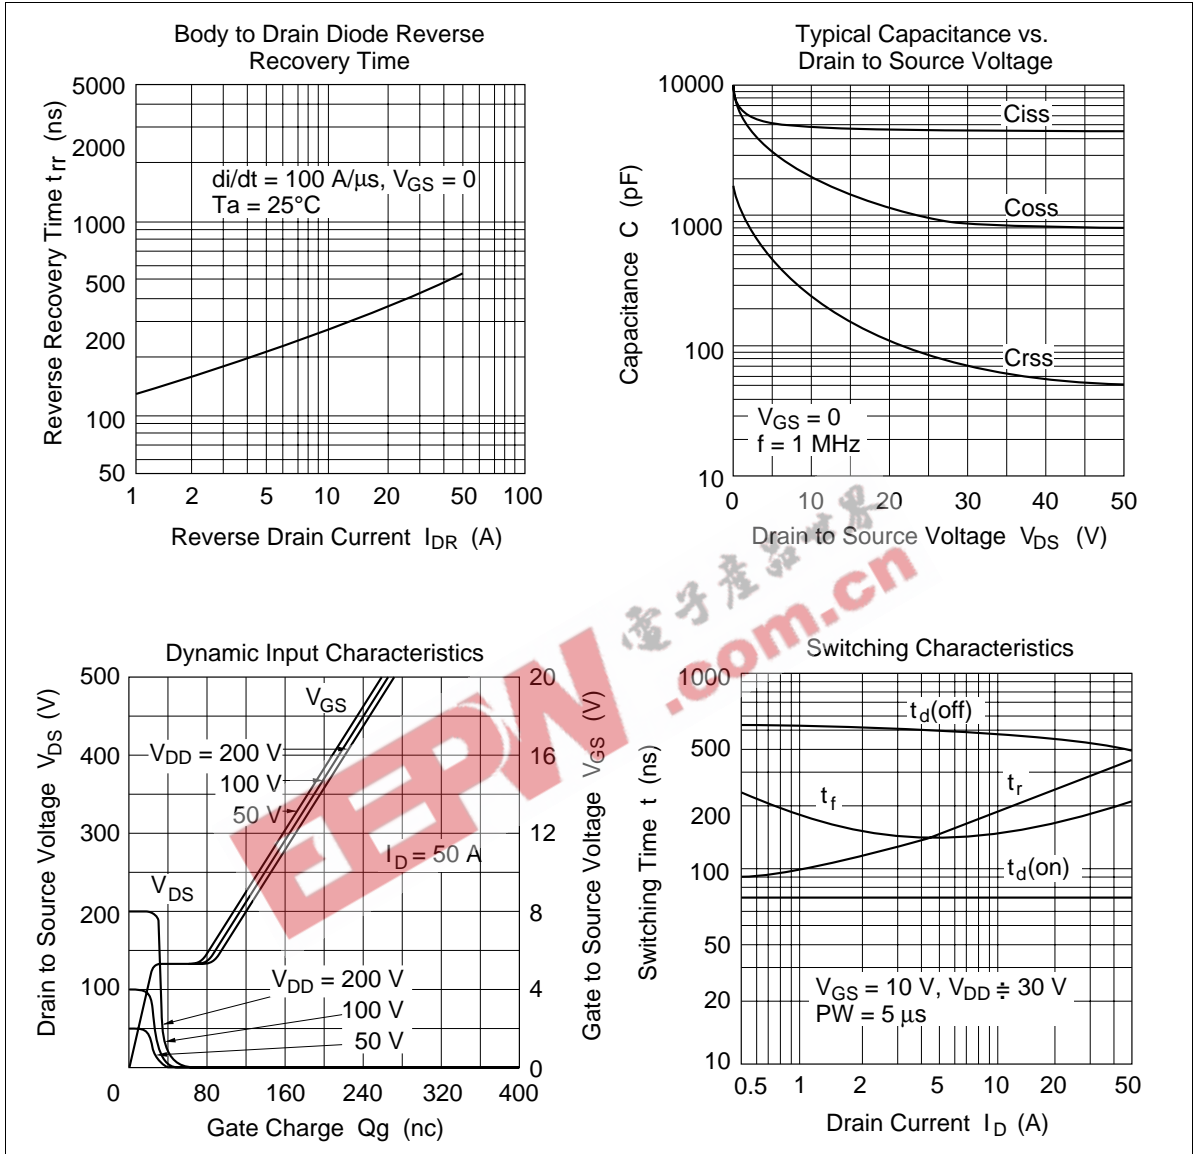 Body to Drain Diode Reverse
Recovery Time
5000
2000
1000
500
200
100
50
Reverse Recovery Time trr (ns)
di/dt = 100 A/μs, VGS = 0
Ta = 25°C
1 2 5 10 20 50 100
Reverse Drain Current IDR (A)
Typical Capacitance vs.
Drain to Source Voltage
10000
1000
100
10
Capacitance C (pF)
Ciss
Coss
Crss
VGS = 0
f = 1 MHz
0 10 20 30 40 50
Drain to Source Voltage VDS (V)
電子產品世界
EEPW.com.cn
Dynamic Input Characteristics
500
400
300
200
100
0
Drain to Source Voltage VDS (V)
VGS
VDD = 200 V
100 V
50 V
ID = 50 A
VDS
VDD = 200 V
100 V
50 V
20
16
12
8
4
0
Gate to Source Voltage VGS (V)
0 80 160 240 320 400
Gate Charge Qg (nc)
Switching Characteristics
1000
500
200
100
50
20
10
Switching Time t (ns)
td(off)
tr
tf
td(on)
VGS = 10 V, VDD ≒ 30 V
PW = 5 μs
0.5 1 2 5 10 20 50
Drain Current ID (A)